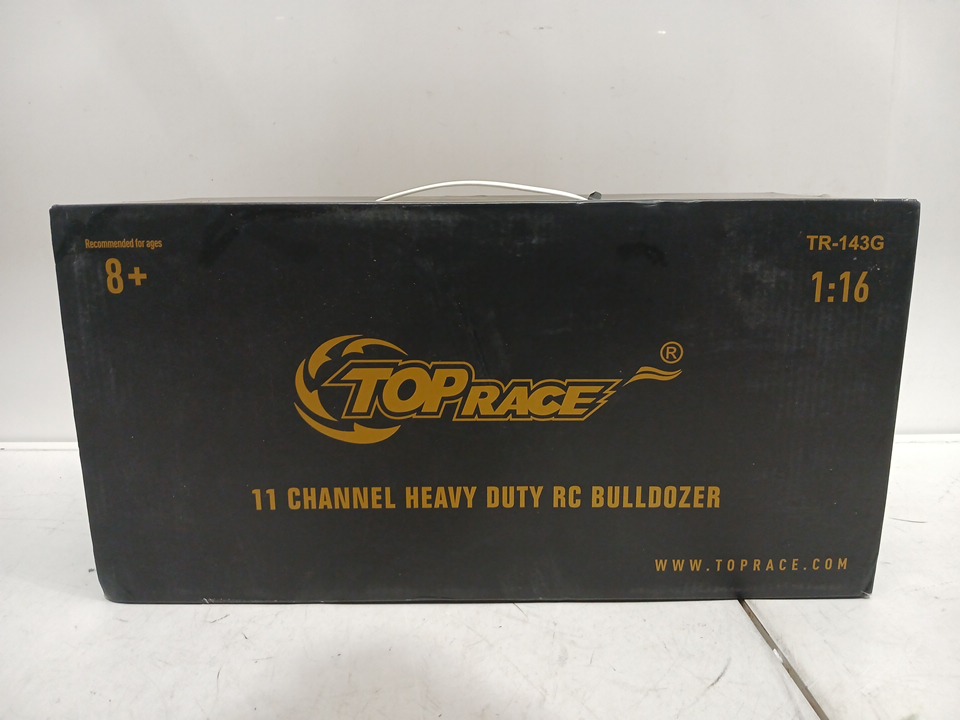 Recommended for ages
8+
TR-143G
1:16
TOP RACE ®
11 CHANNEL HEAVY DUTY RC BULLDOZER
WWW.TOPRACE.COM